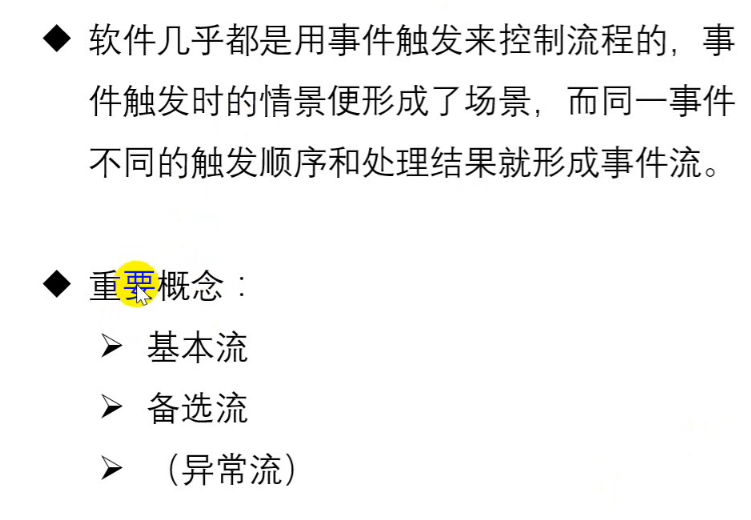 ◆ 软件几乎都是用事件触发来控制流程的，事
件触发时的情景便形成了场景，而同一事件
不同的触发顺序和处理结果就形成事件流。
◆ 重要概念：
➢ 基本流
➢ 备选流
➢ （异常流）